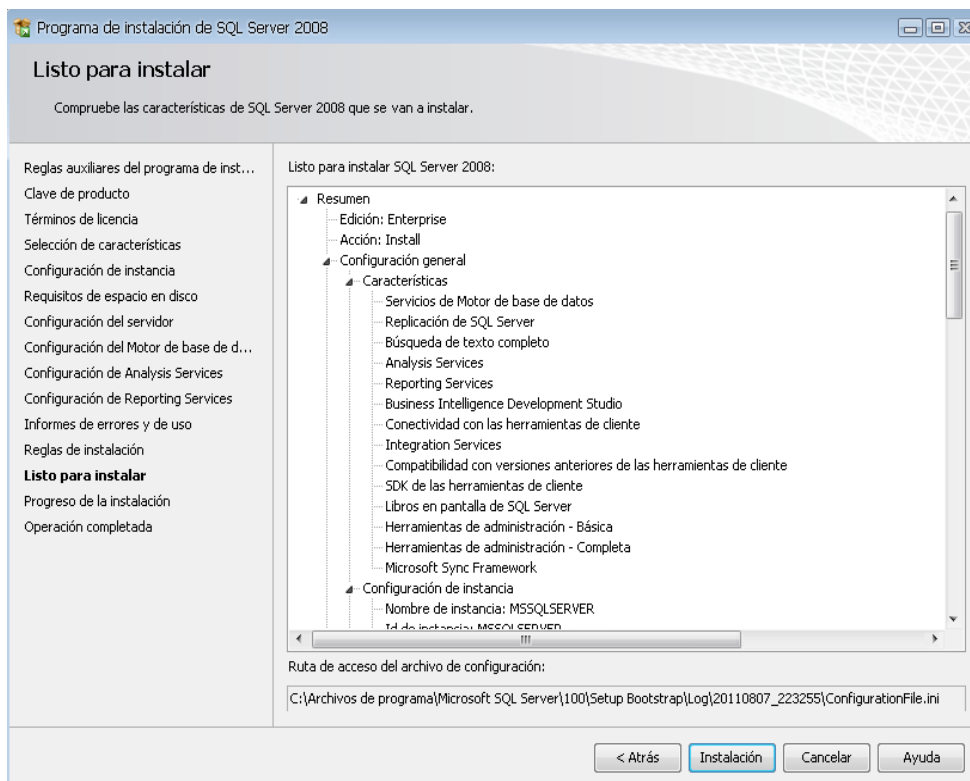 Programa de instalación de SQL Server 2008
Listo para instalar
Compruebe las características de SQL Server 2008 que se van a instalar.
Reglas auxiliares del programa de inst...
Clave de producto
Términos de licencia
Selección de características
Configuración de instancia
Requisitos de espacio en disco
Configuración del servidor
Configuración del Motor de base de d...
Configuración de Analysis Services
Configuración de Reporting Services
Informes de errores y de uso
Reglas de instalación
Listo para instalar
Progreso de la instalación
Operación completada
Listo para instalar SQL Server 2008:
Resumen
Edición: Enterprise
Acción: Install
Configuración general
Características
Servicios de Motor de base de datos
Replicación de SQL Server
Búsqueda de texto completo
Analysis Services
Reporting Services
Business Intelligence Development Studio
Conectividad con las herramientas de cliente
Integration Services
Compatibilidad con versiones anteriores de las herramientas de cliente
SDK de las herramientas de cliente
Libros en pantalla de SQL Server
Herramientas de administración - Básica
Herramientas de administración - Completa
Microsoft Sync Framework
Configuración de instancia
Nombre de instancia: MSSQLSERVER
Id de instancia: MSSQLSERVER
Ruta de acceso del archivo de configuración:
C:\Archivos de programa\Microsoft SQL Server\100\Setup Bootstrap\Log\20110807_223255\ConfigurationFile.ini
< Atrás
Instalación
Cancelar
Ayuda